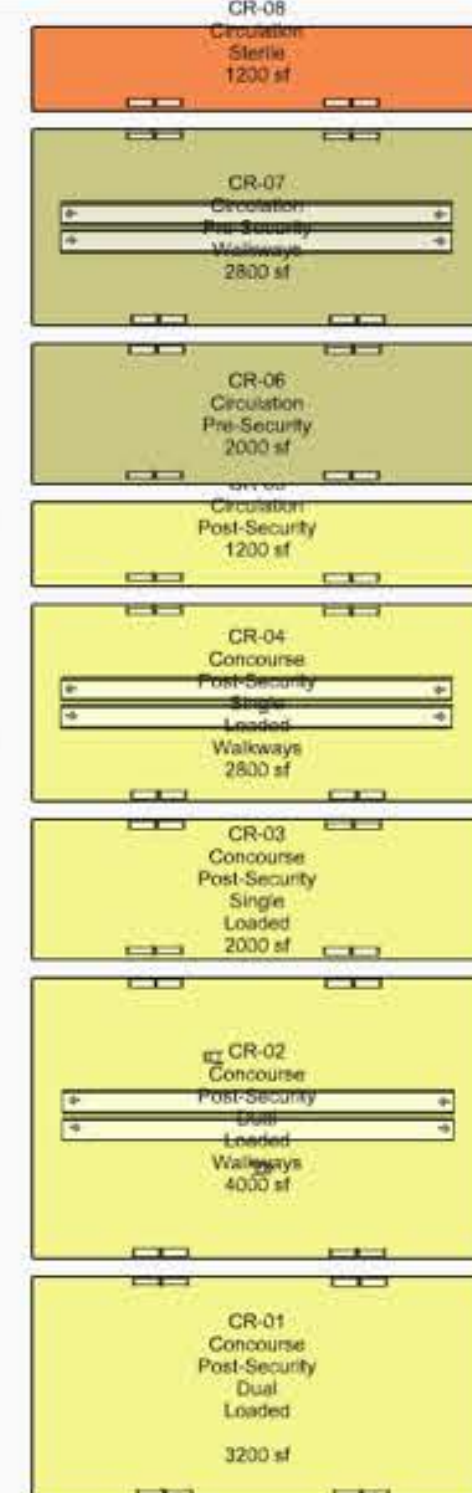 CR-08
Circulation
Sterile
1200 sf
CR-07
Circulation
Pre-Security
Walkways
2800 sf
CR-06
Circulation
Pre-Security
2000 sf
Circulation
Post-Security
1200 sf
CR-04
Concourse
Post-Security
Single
Loaded
Walkways
2800 sf
CR-03
Concourse
Post-Security
Single
Loaded
2000 sf
CR-02
Concourse
Post-Security
Dual
Loaded
Walkways
4000 sf
CR-01
Concourse
Post-Security
Dual
Loaded
3200 sf